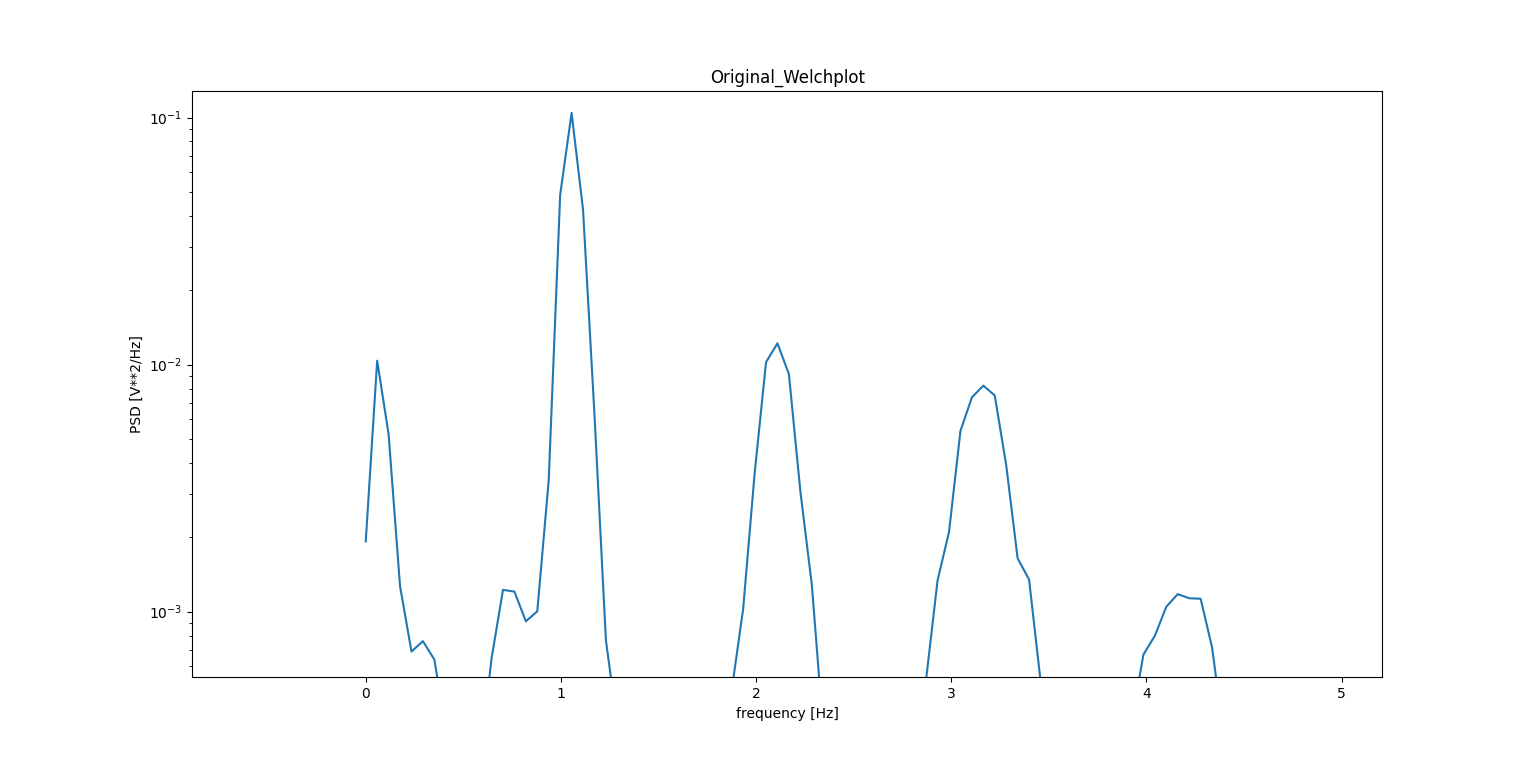 Original_Welchplot
PSD [V**2/Hz]
10⁻¹
10⁻²
10⁻³
0 1 2 3 4 5
frequency [Hz]